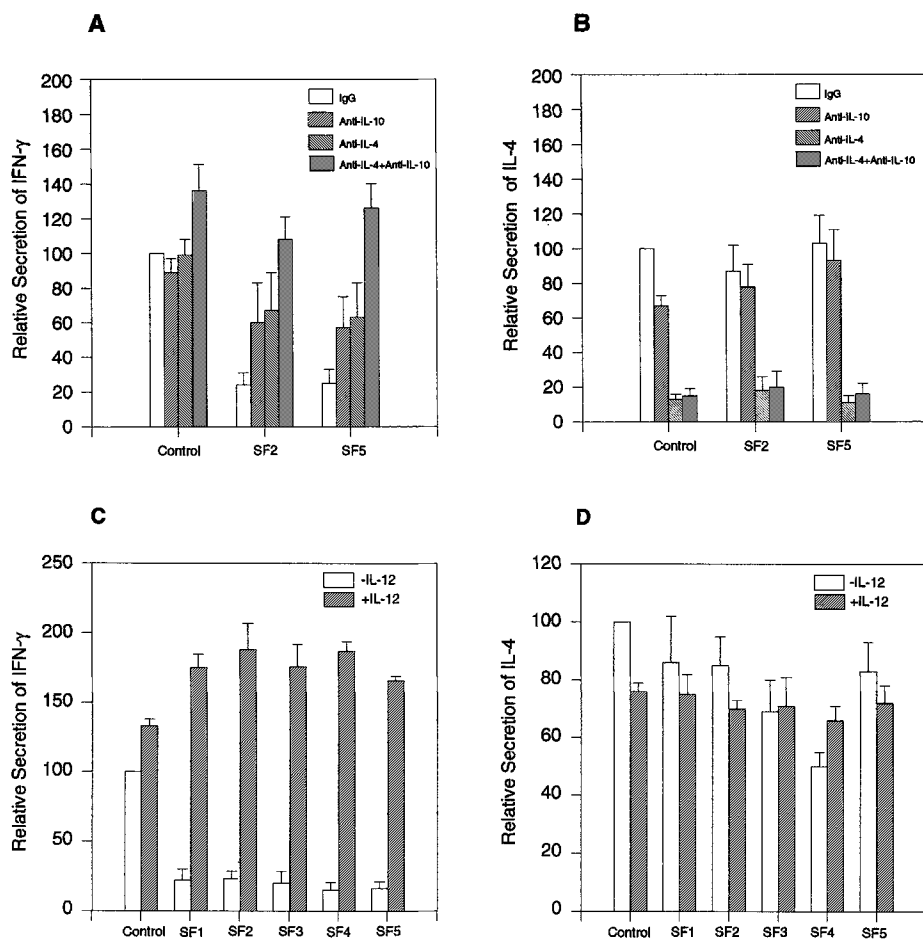 A
Relative Secretion of IFN-γ
200
180
160
140
120
100
80
60
40
20
0
IgG
Anti-IL-10
Anti-IL-4
Anti-IL-4+Anti-IL-10
Control SF2 SF5
B
Relative Secretion of IL-4
200
180
160
140
120
100
80
60
40
20
0
IgG
Anti-IL-10
Anti-IL-4
Anti-IL-4+Anti-IL-10
Control SF2 SF5
C
Relative Secretion of IFN-γ
250
200
150
100
50
0
-IL-12
+IL-12
Control SF1 SF2 SF3 SF4 SF5
D
Relative Secretion of IL-4
120
100
80
60
40
20
0
-IL-12
+IL-12
Control SF1 SF2 SF3 SF4 SF5